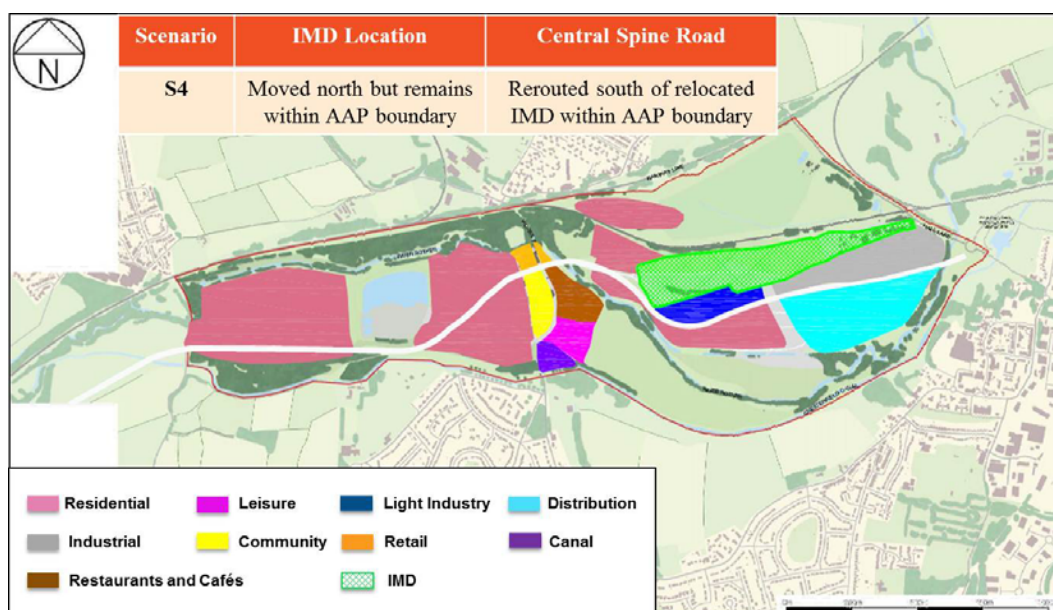 Scenario IMD Location Central Spine Road
S4 Moved north but remains Rerouted south of relocated
within AAP boundary IMD within AAP boundary
N
Residential Leisure Light Industry Distribution
Industrial Community Retail Canal
Restaurants and Cafés IMD